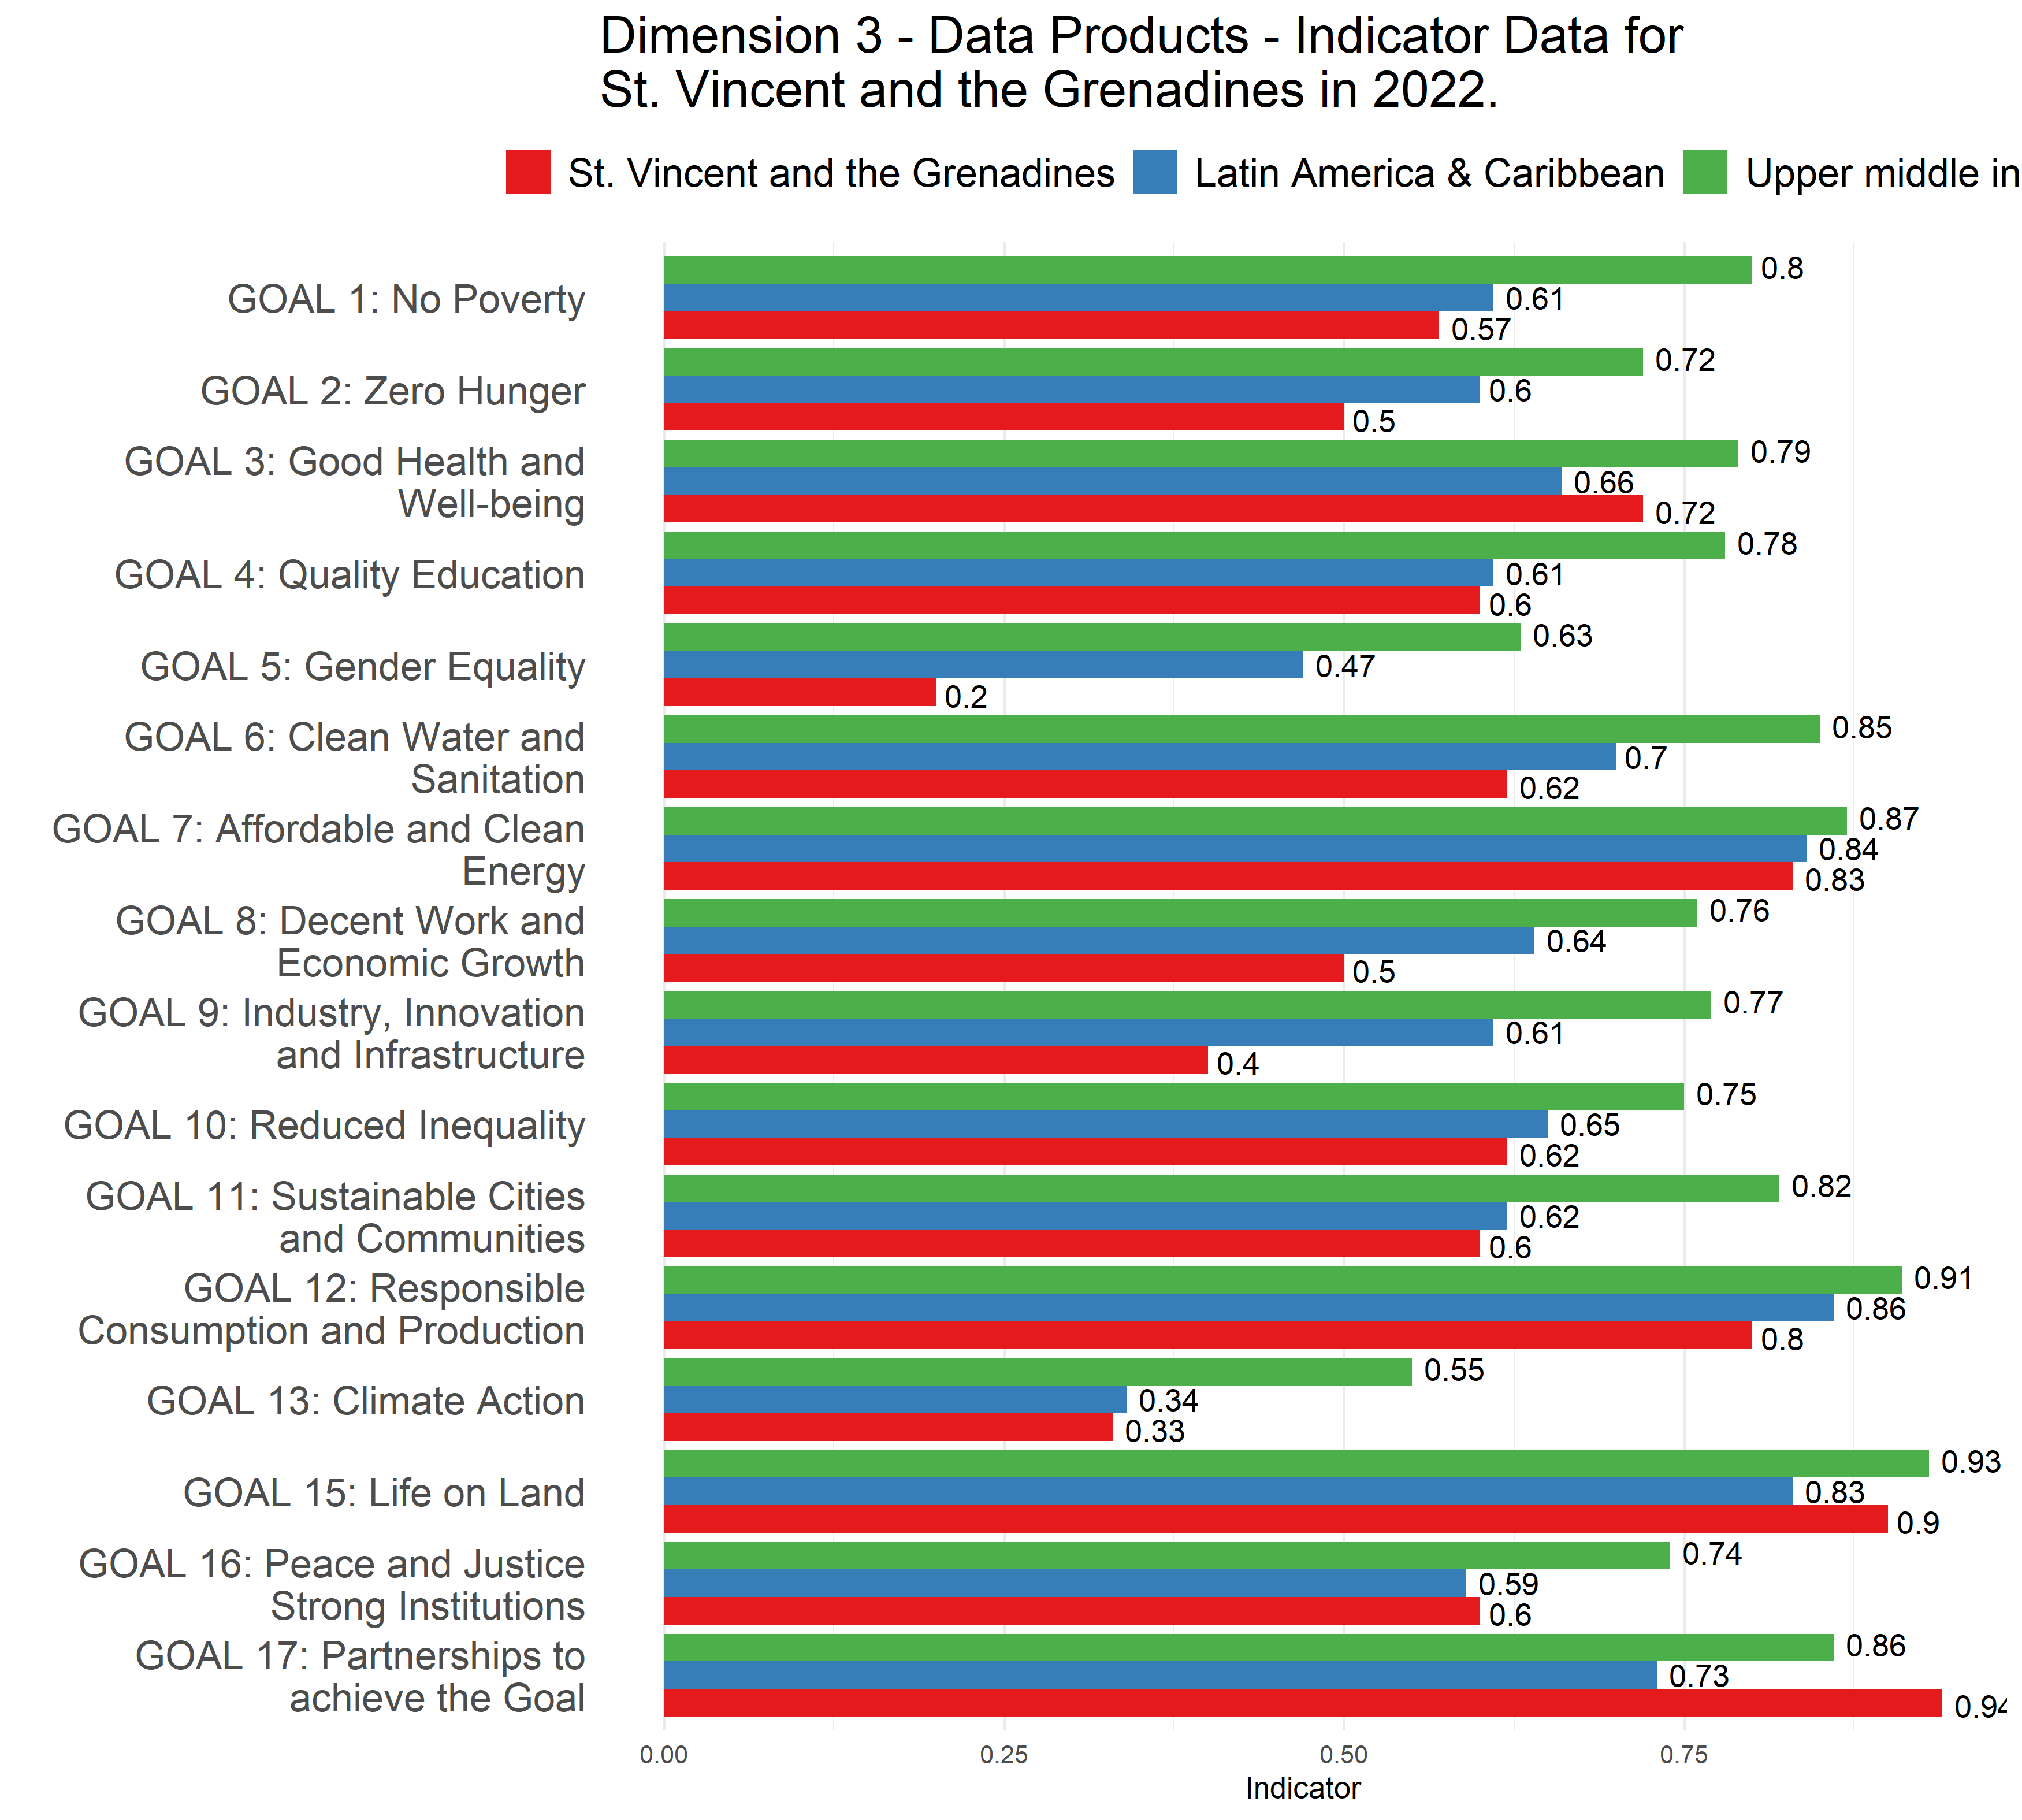 Dimension 3 - Data Products - Indicator Data for
St. Vincent and the Grenadines in 2022.
St. Vincent and the Grenadines Latin America & Caribbean Upper middle in
GOAL 1: No Poverty
0.8
0.61
0.57
GOAL 2: Zero Hunger
0.72
0.6
0.5
GOAL 3: Good Health and
Well-being
0.79
0.66
0.72
GOAL 4: Quality Education
0.78
0.61
0.6
GOAL 5: Gender Equality
0.63
0.47
0.2
GOAL 6: Clean Water and
Sanitation
0.85
0.7
0.62
GOAL 7: Affordable and Clean
Energy
0.87
0.84
0.83
GOAL 8: Decent Work and
Economic Growth
0.76
0.64
0.5
GOAL 9: Industry, Innovation
and Infrastructure
0.77
0.61
0.4
GOAL 10: Reduced Inequality
0.75
0.65
0.62
GOAL 11: Sustainable Cities
and Communities
0.82
0.62
0.6
GOAL 12: Responsible
Consumption and Production
0.91
0.86
0.8
GOAL 13: Climate Action
0.55
0.34
0.33
GOAL 15: Life on Land
0.93
0.83
0.9
GOAL 16: Peace and Justice
Strong Institutions
0.74
0.59
0.6
GOAL 17: Partnerships to
achieve the Goal
0.86
0.73
0.94
0.00 0.25 0.50 0.75
Indicator